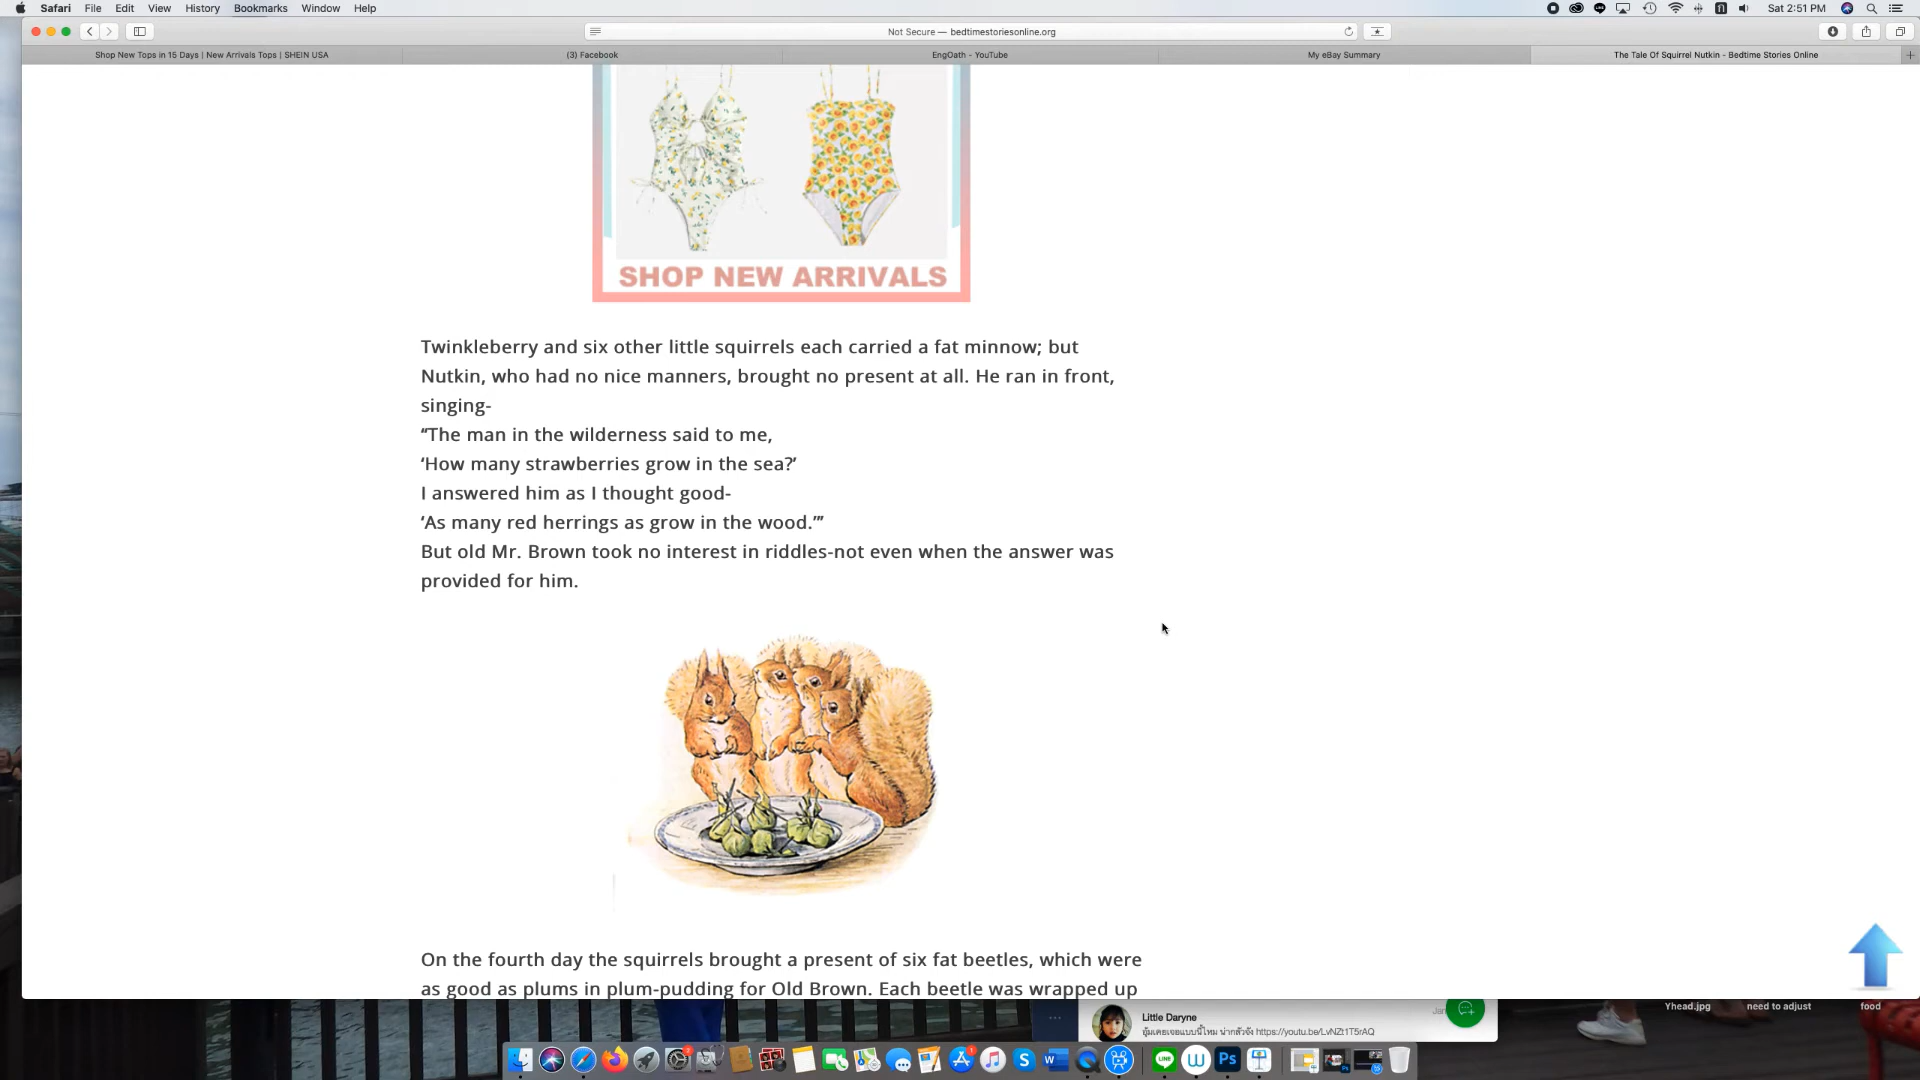 Safari File Edit View History Bookmarks Window Help Sat 2:51 PM
Not Secure — bedtimestoriesonline.org
Shop New Tops in 15 Days | New Arrivals Tops | SHEIN USA (3) Facebook EngOath - YouTube My eBay Summary The Tale Of Squirrel Nutkin - Bedtime Stories Online
SHOP NEW ARRIVALS
Twinkleberry and six other little squirrels each carried a fat minnow; but
Nutkin, who had no nice manners, brought no present at all. He ran in front,
singing-
“The man in the wilderness said to me,
‘How many strawberries grow in the sea?’
I answered him as I thought good-
‘As many red herrings as grow in the wood.’”
But old Mr. Brown took no interest in riddles-not even when the answer was
provided for him.
On the fourth day the squirrels brought a present of six fat beetles, which were
as good as plums in plum-pudding for Old Brown. Each beetle was wrapped up
Yhead.jpg need to adjust food
Little Daryne
https://youtu.be/LvNZt1T5rAQ
Ps